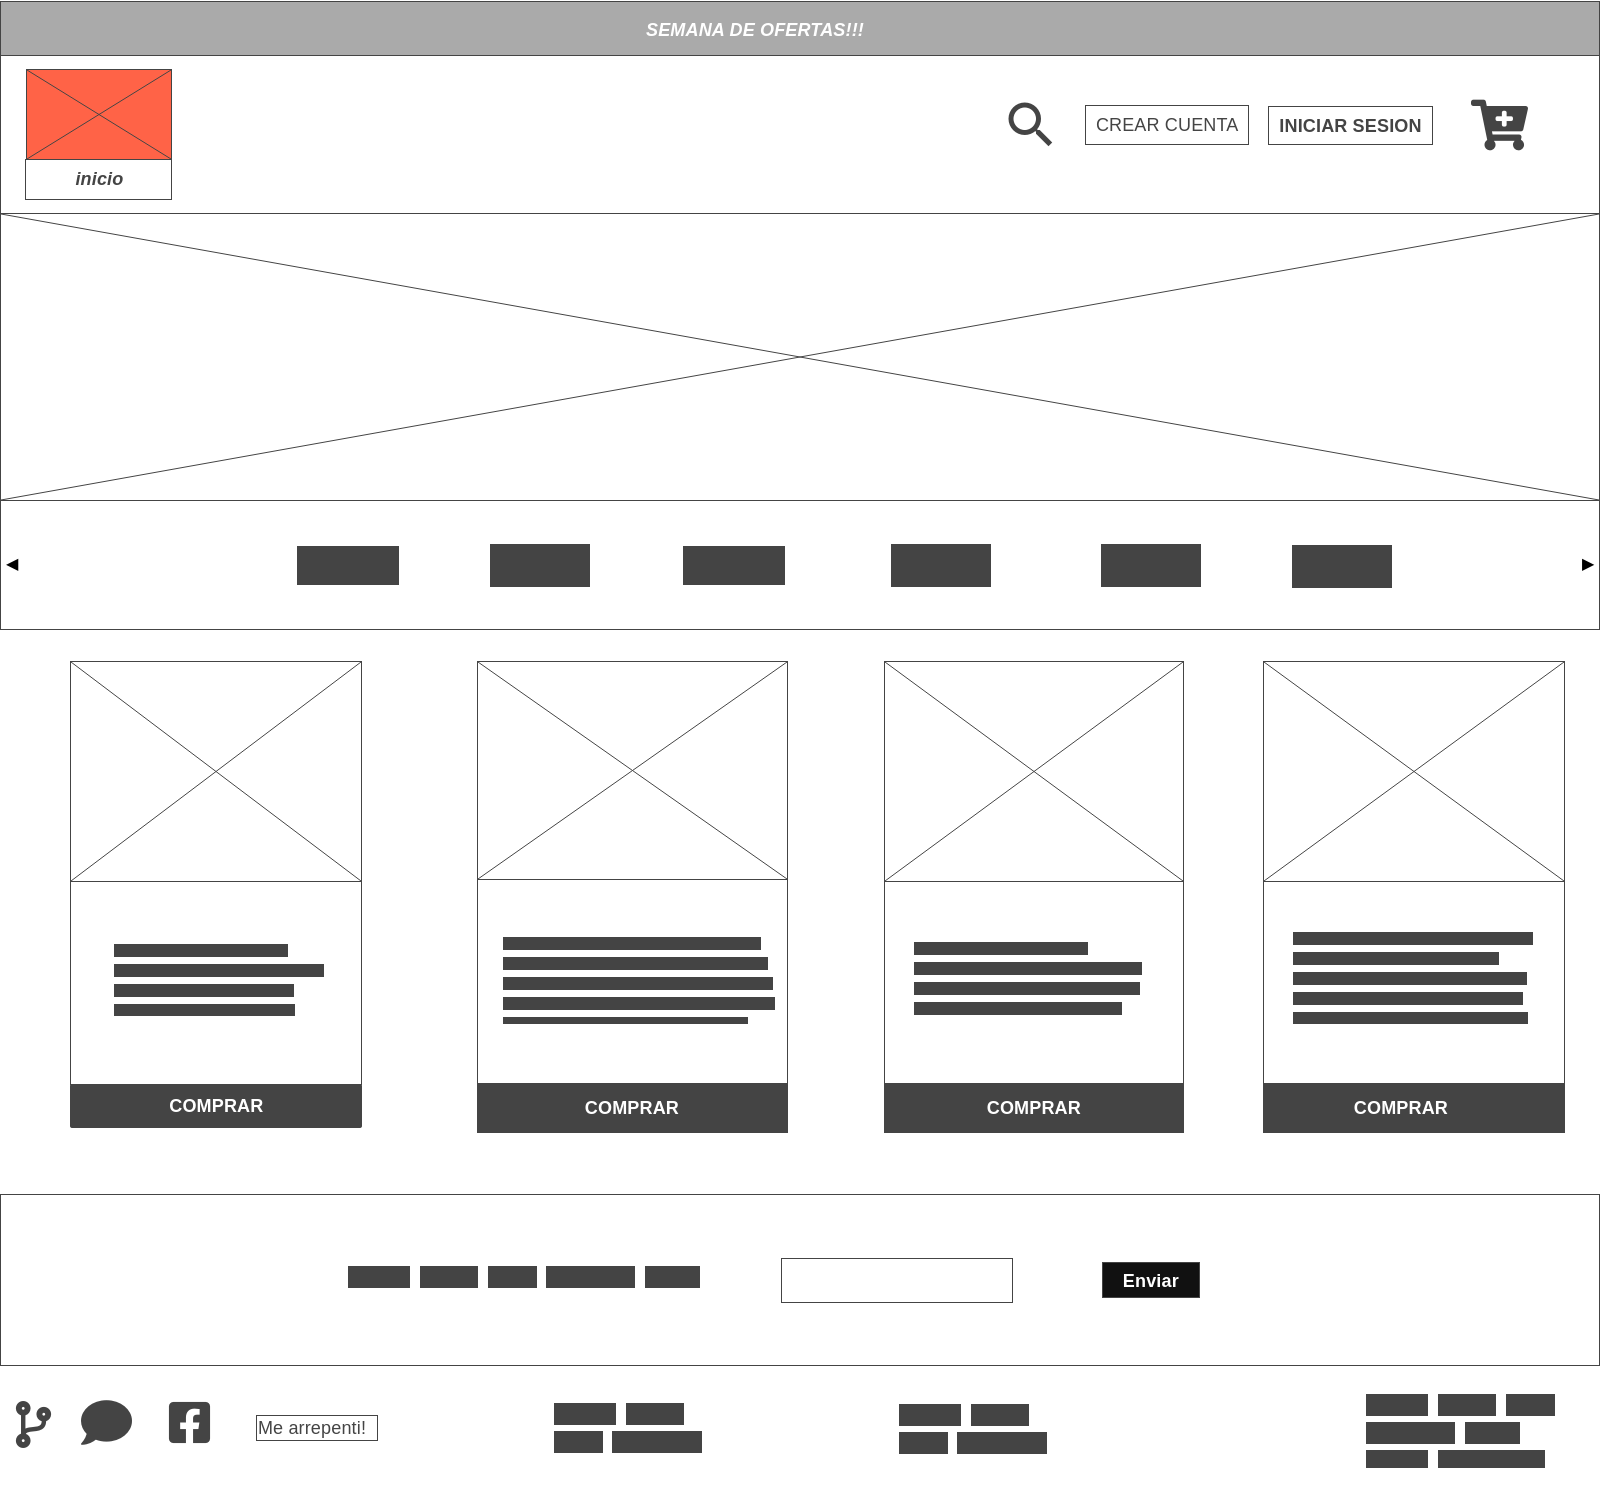 SEMANA DE OFERTAS!!!
CREAR CUENTA
INICIAR SESION
inicio
COMPRAR
COMPRAR
COMPRAR
COMPRAR
Enviar
Me arrepenti!